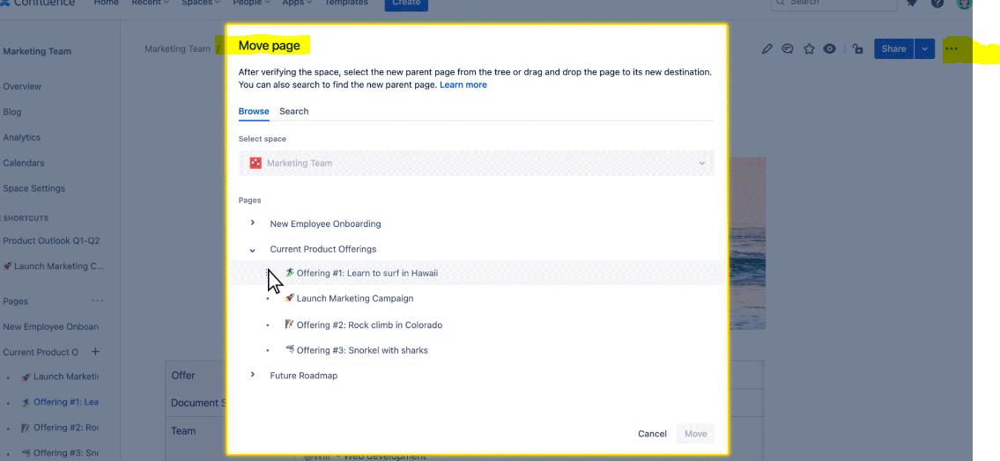 Confluence Home Recent Spaces People Apps Templates Create Search
Marketing Team
Marketing Team /
Share
Overview
Blog
Analytics
Calendars
Space Settings
SHORTCUTS
Product Outlook Q1-Q2
Launch Marketing C...
Pages
New Employee Onboar
Current Product O
Launch Marketi
Offering #1: Lea
Offering #2: Ro
Offering #3: Sn
Move page
After verifying the space, select the new parent page from the tree or drag and drop the page to its new destination.
You can also search to find the new parent page. Learn more
Browse Search
Select space
Marketing Team
Pages
New Employee Onboarding
Current Product Offerings
Offering #1: Learn to surf in Hawaii
Launch Marketing Campaign
Offering #2: Rock climb in Colorado
Offering #3: Snorkel with sharks
Future Roadmap
Cancel Move
Offer
Document S
Team
@Will - Web development